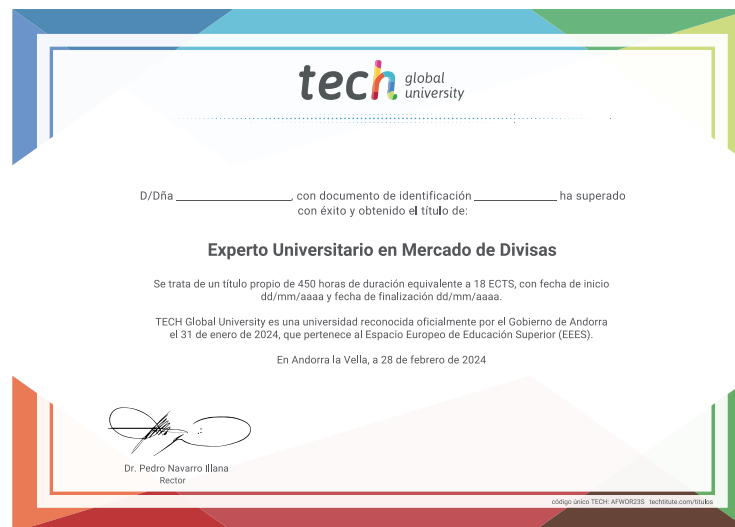 tech global
university
D/Dña ____________, con documento de identificación ____________ ha superado
con éxito y obtenido el título de:
Experto Universitario en Mercado de Divisas
Se trata de un título propio de 450 horas de duración equivalente a 18 ECTS, con fecha de inicio
dd/mm/aaaa y fecha de finalización dd/mm/aaaa.
TECH Global University es una universidad reconocida oficialmente por el Gobierno de Andorra
el 31 de enero de 2024, que pertenece al Espacio Europeo de Educación Superior (EEES).
En Andorra la Vella, a 28 de febrero de 2024
Dr. Pedro Navarro Illana
Rector
código único TECH: AFWOR23S techtitute.com/titulos